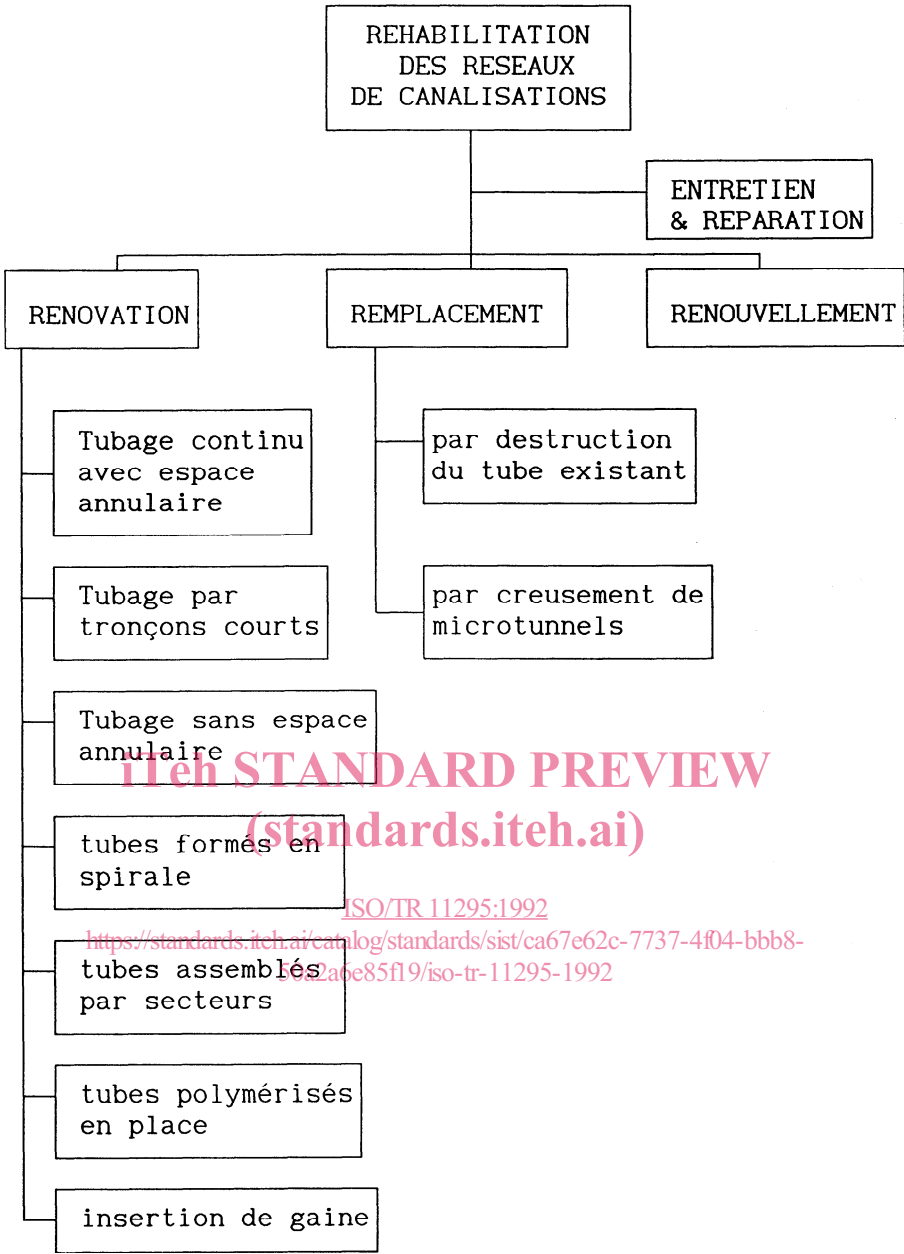 REHABILITATION
DES RESEAUX
DE CANALISATIONS
ENTRETIEN
& REPARATION
RENOVATION
REMPLACEMENT
RENOUVELLEMENT
Tubage continu
avec espace
annulaire
Tubage par
tronçons courts
Tubage sans espace
annulaire
tubes formés en
spirale
tubes assemblés
par secteurs
tubes polymérisés
en place
insertion de gaine
par destruction
du tube existant
par creusement de
microtunnels
iTeh STANDARD PREVIEW
(standards.iteh.ai)
ISO/TR 11295:1992
https://standards.iteh.ai/catalog/standards/sist/ca67e62c-7737-4f04-bbb8-
50a2a6e85f19/iso-tr-11295-1992